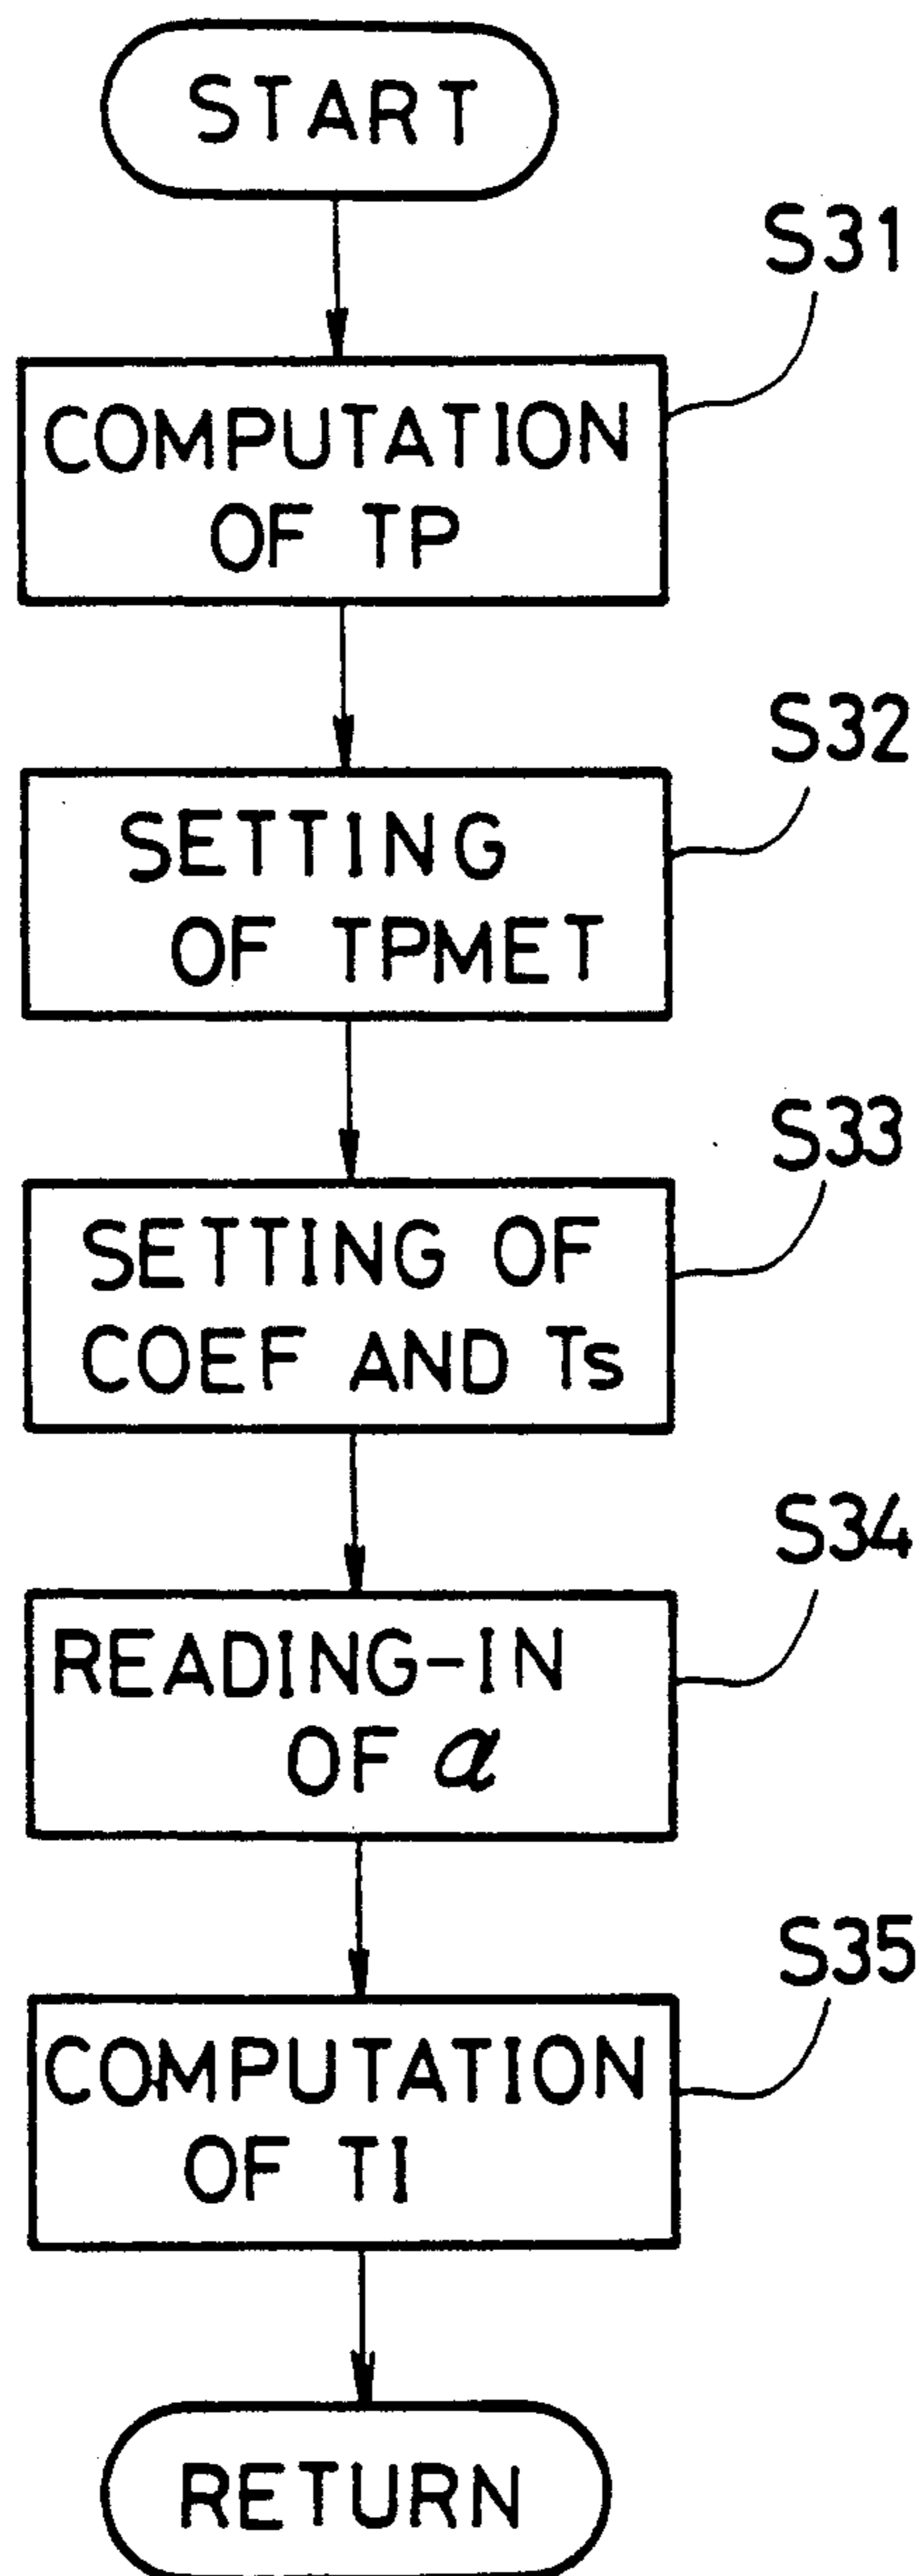 START
S31
COMPUTATION
OF TP
S32
SETTING
OF TPMET
S33
SETTING OF
COEF AND Ts
S34
READING-IN
OF α
S35
COMPUTATION
OF TI
RETURN